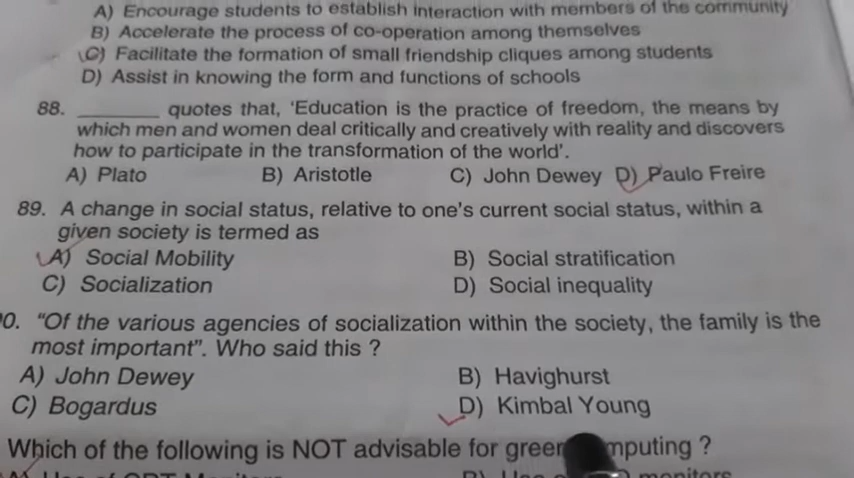 A) Encourage students to establish interaction with members of the community
B) Accelerate the process of co-operation among themselves
C) Facilitate the formation of small friendship cliques among students
D) Assist in knowing the form and functions of schools
88. ________ quotes that, 'Education is the practice of freedom, the means by
which men and women deal critically and creatively with reality and discovers
how to participate in the transformation of the world'.
A) Plato B) Aristotle C) John Dewey D) Paulo Freire
89. A change in social status, relative to one's current social status, within a
given society is termed as
A) Social Mobility B) Social stratification
C) Socialization D) Social inequality
0. "Of the various agencies of socialization within the society, the family is the
most important". Who said this ?
A) John Dewey B) Havighurst
C) Bogardus D) Kimbal Young
Which of the following is NOT advisable for ?
monitors